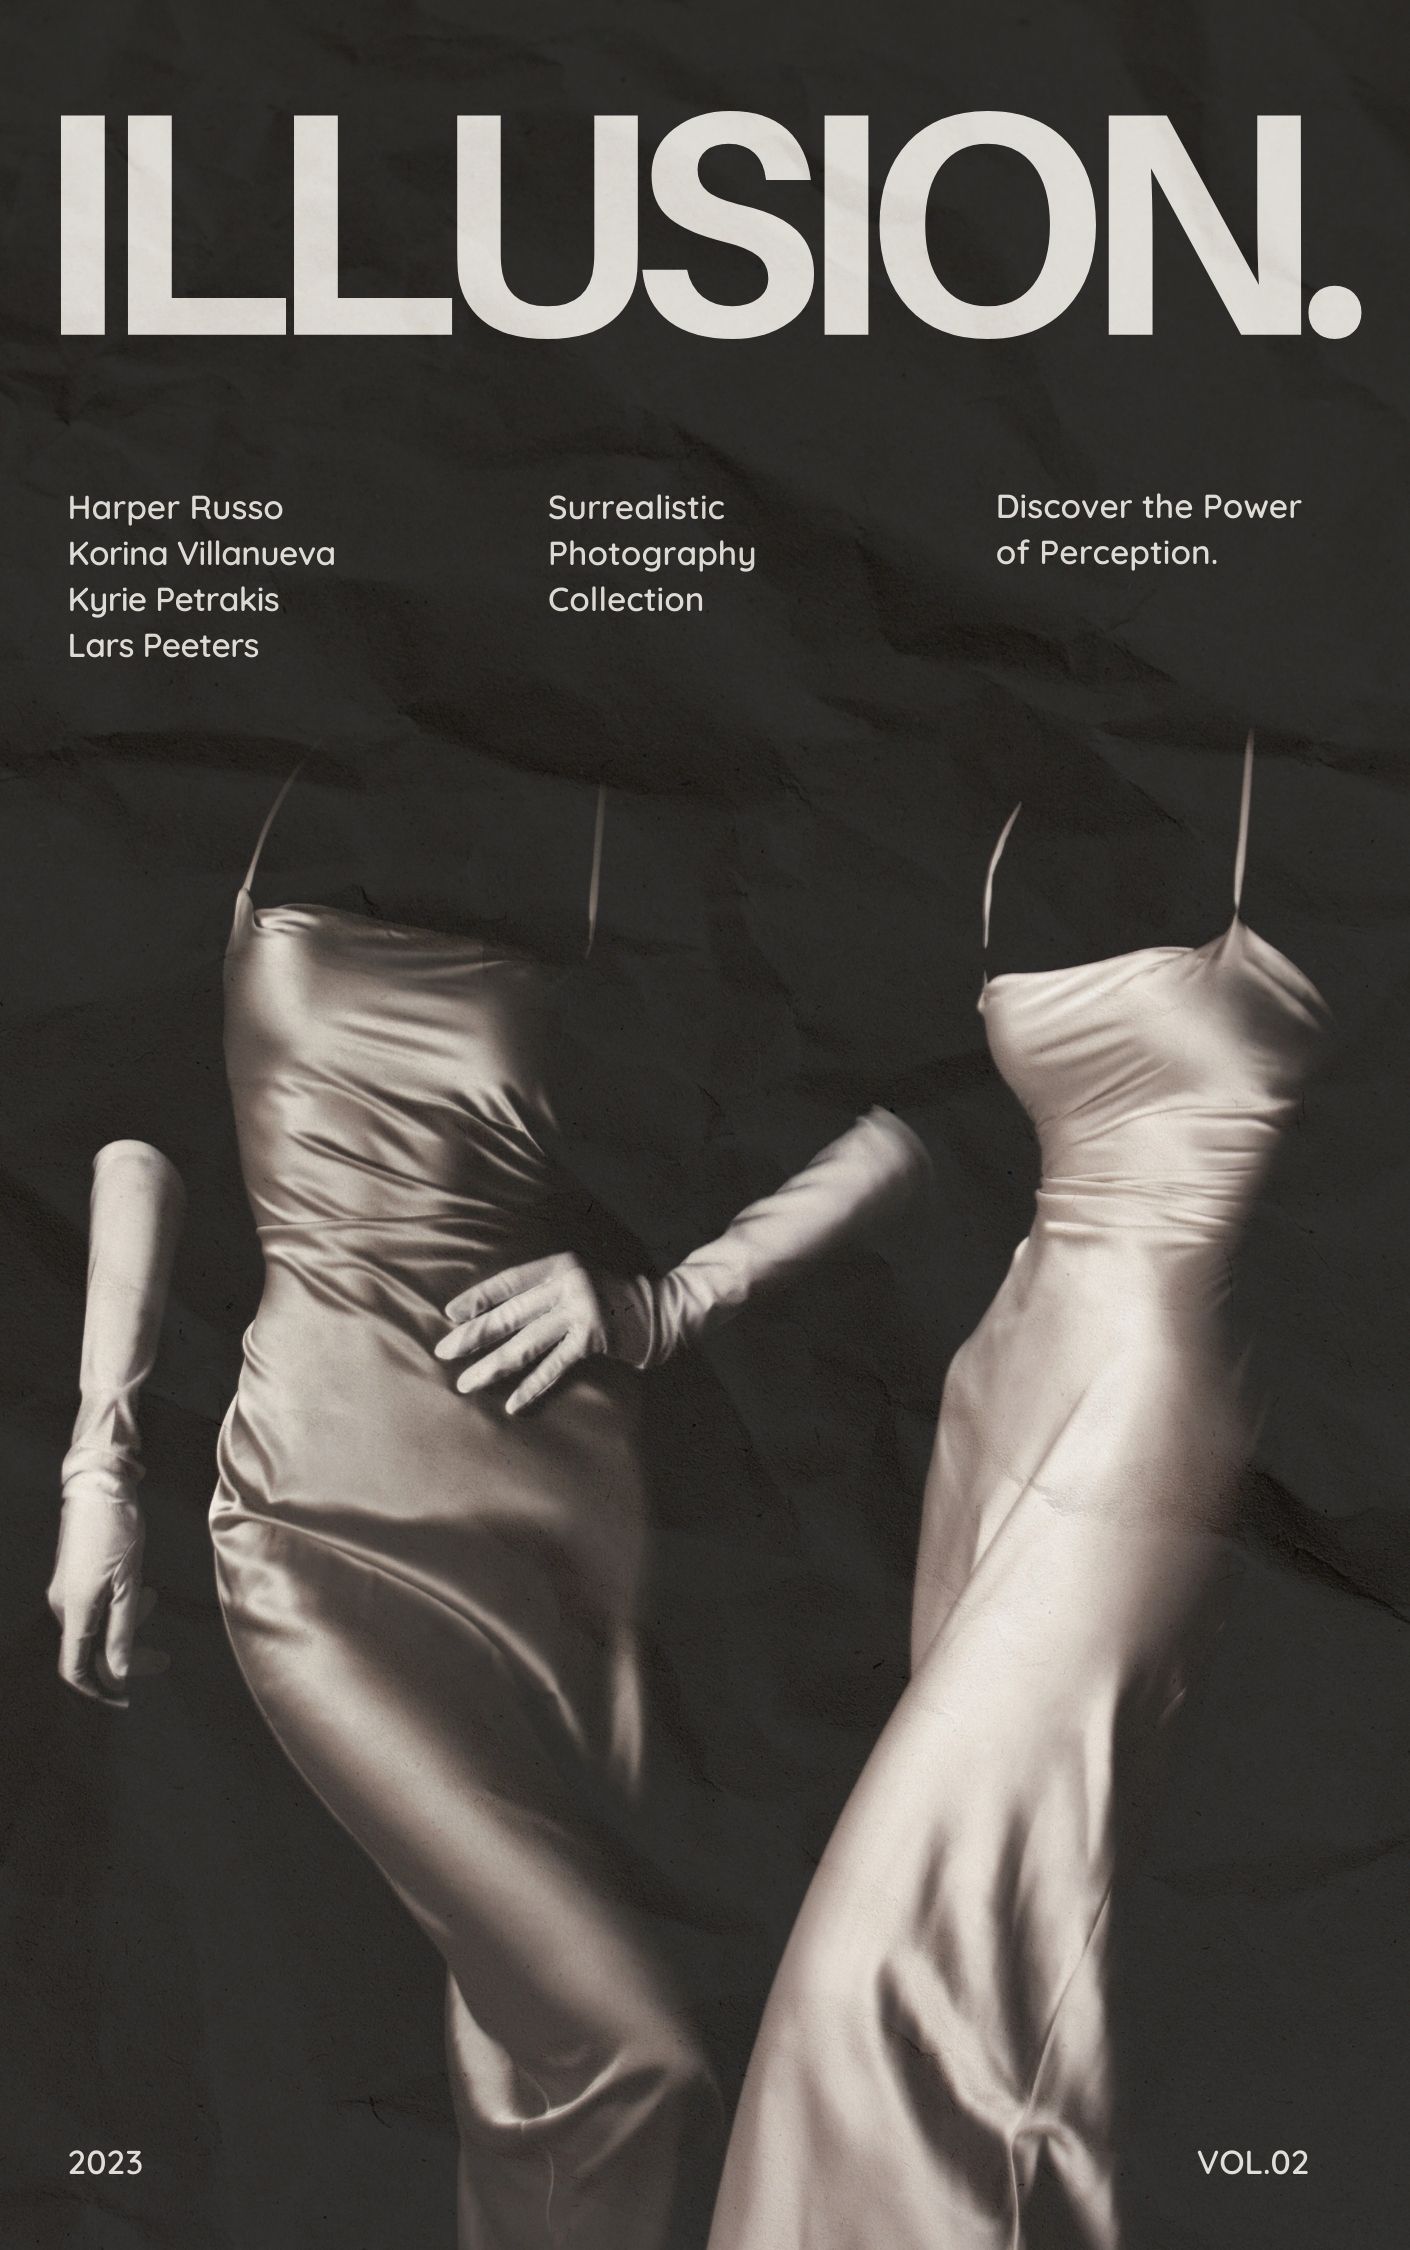 ILLUSION.
Harper Russo
Korina Villanueva
Kyrie Petrakis
Lars Peeters
Surrealistic
Photography
Collection
Discover the Power
of Perception.
2023
VOL.02